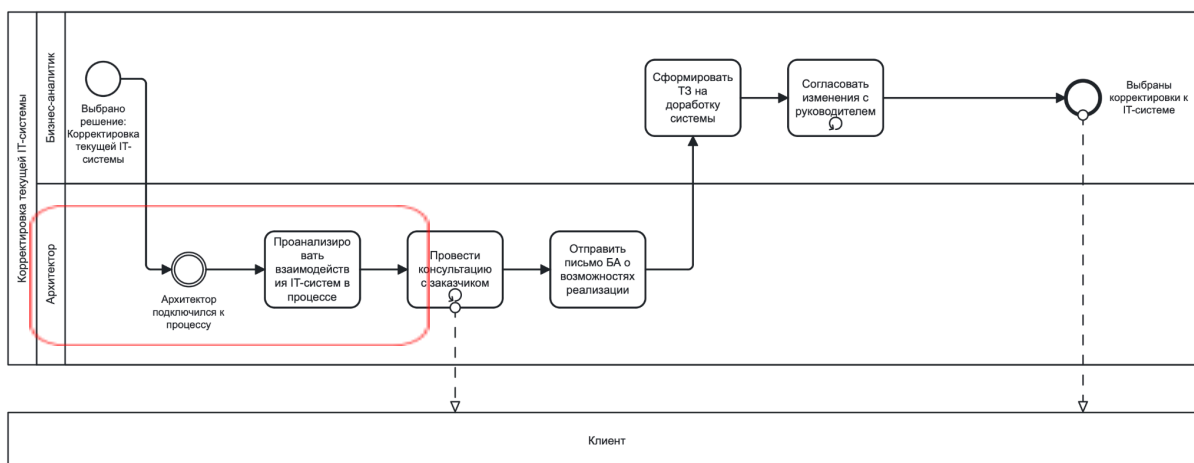 Корректировка текущей IT-системы
Бизнес-аналитик
Выбрано
решение:
Корректировка
текущей IT-
системы
Сформировать
ТЗ на
доработку
системы
Согласовать
изменения с
руководителем
Выбраны
корректировки к
IT-системе
Архитектор
Архитектор
подключился к
процессу
Проанализиро
вать
взаимодейств
ия IT-систем в
процессе
Провести
консультацию
с заказчиком
Отправить
письмо БА о
возможностях
реализации
Клиент